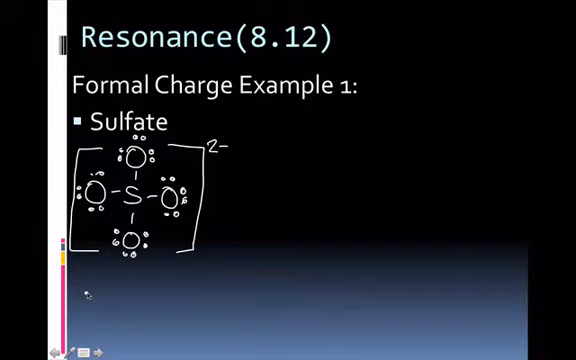 Resonance(8.12)
Formal Charge Example 1:
▪ Sulfate
2-
O
O-S-O
O